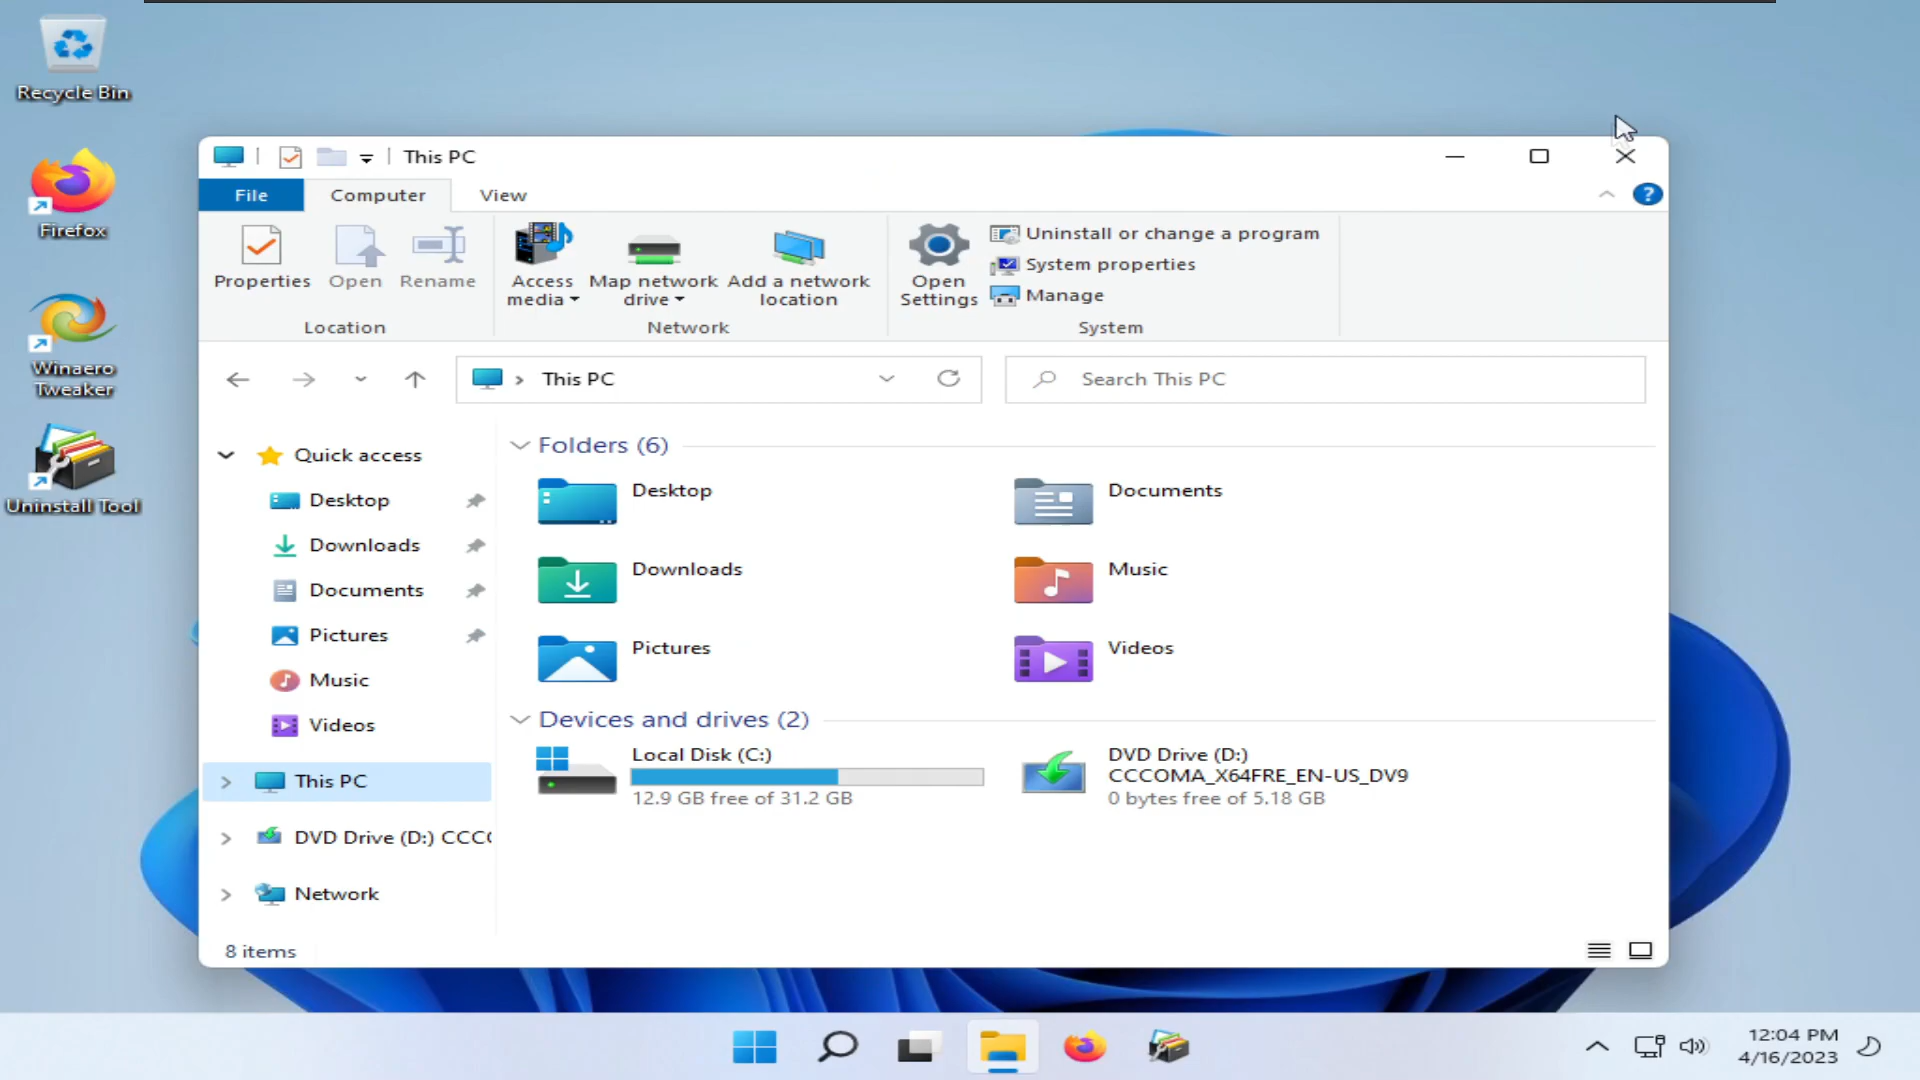 Recycle Bin
Firefox
Winaero
Tweaker
Uninstall Tool
This PC
File
Computer
View
?
Properties
Open
Rename
Location
Access
media
Map network
drive
Add a network
location
Network
Open
Settings
Uninstall or change a program
System properties
Manage
System
This PC
Search This PC
Quick access
Desktop
Downloads
Documents
Pictures
Music
Videos
This PC
DVD Drive (D:) CCC
Network
Folders (6)
Desktop
Documents
Downloads
Music
Pictures
Videos
Devices and drives (2)
Local Disk (C:)
12.9 GB free of 31.2 GB
DVD Drive (D:)
CCCOMA_X64FRE_EN-US_DV9
0 bytes free of 5.18 GB
8 items
12:04 PM
4/16/2023